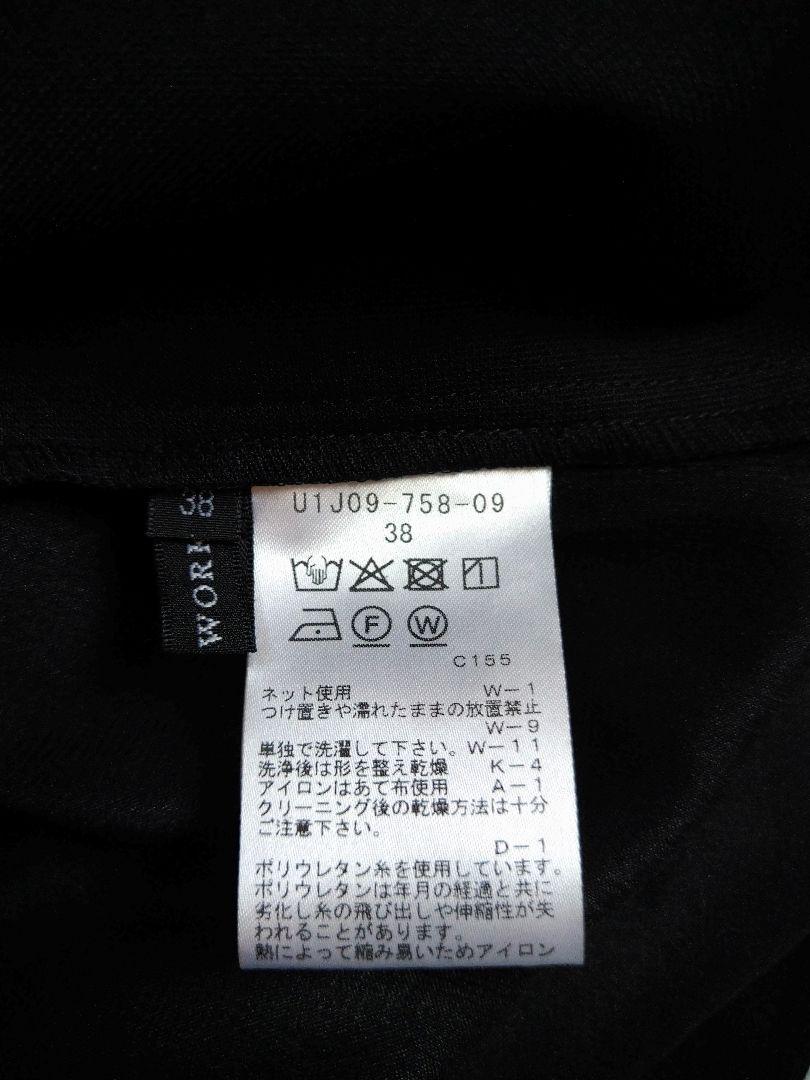 U1J09-758-09
38
F W
C155
ネット使用 W-1
つけ置きや濡れたままの放置禁止
W-9
単独で洗濯して下さい。W-11
洗浄後は形を整え乾燥 K-4
アイロンはあて布使用 A-1
クリーニング後の乾燥方法は十分
ご注意下さい。
D-1
ポリウレタン糸を使用しています。
ポリウレタンは年月の経過と共に
劣化し糸の飛び出しや伸縮性が失
われることがあります。
熱によって縮み易いためアイロン
38
WOR